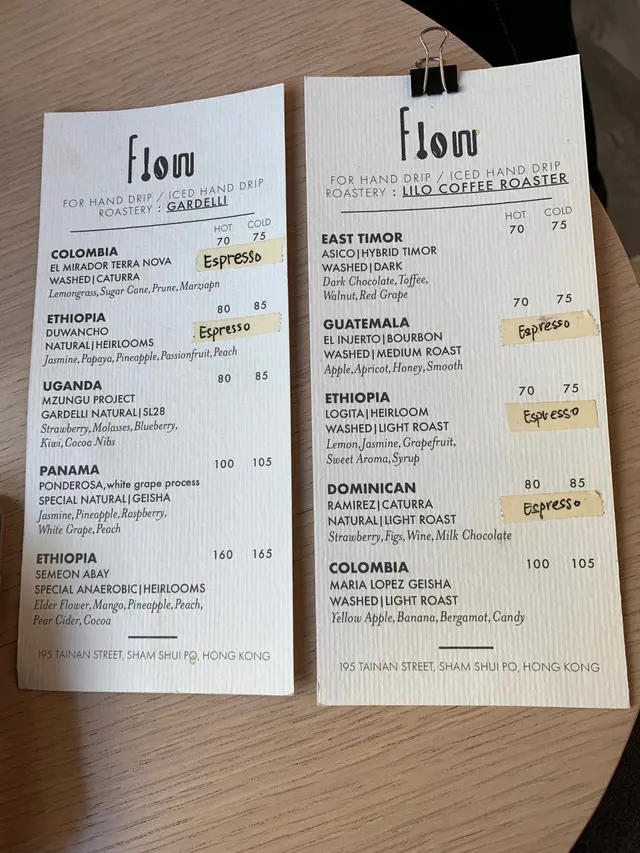 flow
FOR HAND DRIP / ICED HAND DRIP
ROASTERY : GARDELLI
HOT COLD
COLOMBIA 70 75
EL MIRADOR TERRA NOVA Espresso
WASHED|CATURRA
Lemongrass, Sugar Cane, Prune, Marziapn
ETHIOPIA 80 85
DUWANCHO Espresso
NATURAL|HEIRLOOMS
Jasmine, Papaya, Pineapple, Passionfruit, Peach
UGANDA 80 85
MZUNGU PROJECT
GARDELLI NATURAL|SL28
Strawberry, Molasses, Blueberry,
Kiwi, Cocoa Nibs
PANAMA 100 105
PONDEROSA, white grape process
SPECIAL NATURAL|GEISHA
Jasmine, Pineapple, Raspberry,
White Grape, Peach
ETHIOPIA 160 165
SEMEON ABAY
SPECIAL ANAEROBIC|HEIRLOOMS
Elder Flower, Mango, Pineapple, Peach,
Pear Cider, Cocoa
195 TAINAN STREET, SHAM SHUI PO, HONG KONG
flow
FOR HAND DRIP / ICED HAND DRIP
ROASTERY : LILO COFFEE ROASTER
HOT COLD
EAST TIMOR 70 75
ASICO|HYBRID TIMOR
WASHED|DARK
Dark Chocolate, Toffee,
Walnut, Red Grape
GUATEMALA 70 75
EL INJERTO|BOURBON Espresso
WASHED|MEDIUM ROAST
Apple, Apricot, Honey, Smooth
ETHIOPIA 70 75
LOGITA|HEIRLOOM Espresso
WASHED|LIGHT ROAST
Lemon, Jasmine, Grapefruit,
Sweet Aroma, Syrup
DOMINICAN 80 85
RAMIREZ|CATURRA Espresso
NATURAL|LIGHT ROAST
Strawberry, Figs, Wine, Milk Chocolate
COLOMBIA 100 105
MARIA LOPEZ GEISHA
WASHED|LIGHT ROAST
Yellow Apple, Banana, Bergamot, Candy
195 TAINAN STREET, SHAM SHUI PO, HONG KONG